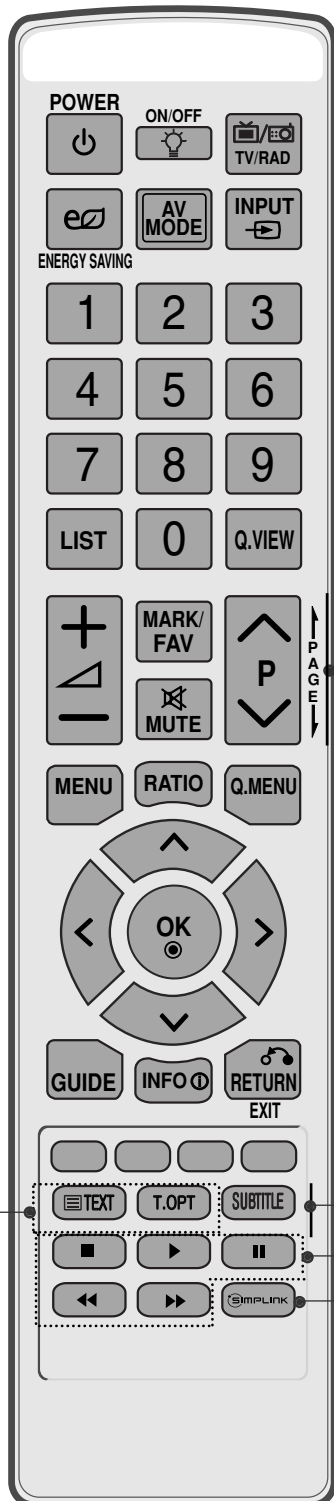 POWER
ON/OFF
TV/RAD
ENERGY SAVING
AV
MODE
INPUT
1 2 3
4 5 6
7 8 9
LIST 0 Q.VIEW
MARK/
FAV
P
MUTE
PAGE
MENU RATIO Q.MENU
OK
GUIDE INFO RETURN
EXIT
TEXT T.OPT SUBTITLE
SIMPLINK